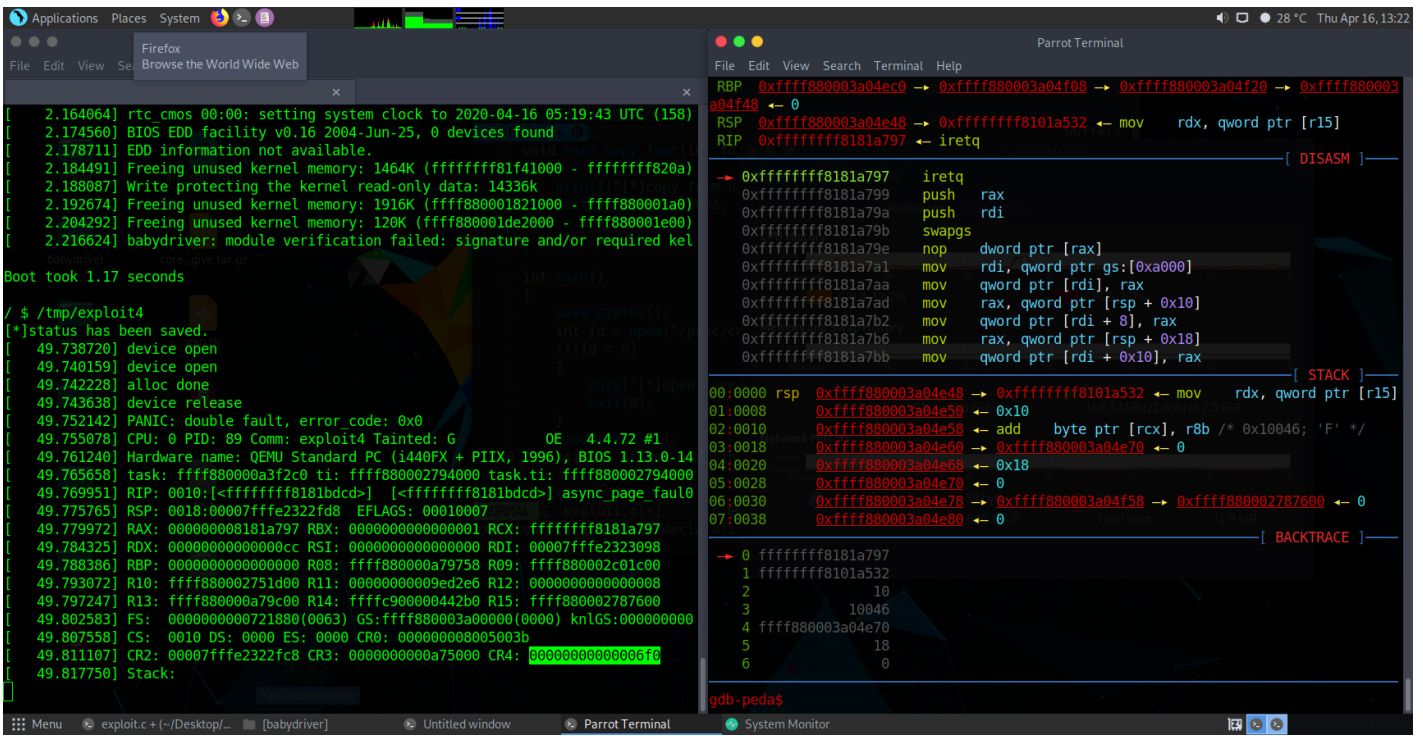 Applications Places System
28 °C Thu Apr 16, 13:22
Firefox
Browse the World Wide Web
File Edit View Se
[ 2.164064] rtc_cmos 00:00: setting system clock to 2020-04-16 05:19:43 UTC (158)
[ 2.174560] BIOS EDD facility v0.16 2004-Jun-25, 0 devices found
[ 2.178711] EDD information not available.
[ 2.184491] Freeing unused kernel memory: 1464K (ffffffff81f41000 - ffffffff820a)
[ 2.188087] Write protecting the kernel read-only data: 14336k
[ 2.192674] Freeing unused kernel memory: 1916K (ffff880001821000 - ffff880001a0)
[ 2.204292] Freeing unused kernel memory: 120K (ffff880001de2000 - ffff880001e00)
[ 2.216624] babydriver: module verification failed: signature and/or required kel
Boot took 1.17 seconds
/ $ /tmp/exploit4
[*]status has been saved.
[ 49.738720] device open
[ 49.740159] device open
[ 49.742228] alloc done
[ 49.743638] device release
[ 49.752142] PANIC: double fault, error_code: 0x0
[ 49.755078] CPU: 0 PID: 89 Comm: exploit4 Tainted: G OE 4.4.72 #1
[ 49.761240] Hardware name: QEMU Standard PC (i440FX + PIIX, 1996), BIOS 1.13.0-14
[ 49.765658] task: ffff880000a3f2c0 ti: ffff880002794000 task.ti: ffff880002794000
[ 49.769951] RIP: 0010:[<ffffffff8181bdcd>] [<ffffffff8181bdcd>] async_page_faul0
[ 49.775765] RSP: 0018:00007fffe2322fd8 EFLAGS: 00010007
[ 49.779972] RAX: 000000008181a797 RBX: 0000000000000001 RCX: ffffffff8181a797
[ 49.784325] RDX: 00000000000000cc RSI: 0000000000000000 RDI: 00007fffe2323098
[ 49.788386] RBP: 0000000000000000 R08: ffff880000a79758 R09: ffff880002c01c00
[ 49.793072] R10: ffff880002751d00 R11: 00000000009ed2e6 R12: 0000000000000008
[ 49.797247] R13: ffff880000a79c00 R14: ffffc900000442b0 R15: ffff880002787600
[ 49.802583] FS: 0000000000721880(0063) GS:ffff880003a00000(0000) knlGS:000000000
[ 49.807558] CS: 0010 DS: 0000 ES: 0000 CR0: 000000008005003b
[ 49.811107] CR2: 00007fffe2322fc8 CR3: 0000000000a75000 CR4: 00000000000006f0
[ 49.817750] Stack:
Parrot Terminal
File Edit View Search Terminal Help
RBP 0xffff880003a04ec0 —▸ 0xffff880003a04f08 —▸ 0xffff880003a04f20 —▸ 0xffff880003
a04f48 ◂— 0
RSP 0xffff880003a04e48 —▸ 0xffffffff8101a532 ◂— mov rdx, qword ptr [r15]
RIP 0xffffffff8181a797 ◂— iretq
[ DISASM ]
► 0xffffffff8181a797 iretq
0xffffffff8181a799 push rax
0xffffffff8181a79a push rdi
0xffffffff8181a79b swapgs
0xffffffff8181a79e nop dword ptr [rax]
0xffffffff8181a7a1 mov rdi, qword ptr gs:[0xa000]
0xffffffff8181a7aa mov qword ptr [rdi], rax
0xffffffff8181a7ad mov rax, qword ptr [rsp + 0x10]
0xffffffff8181a7b2 mov qword ptr [rdi + 8], rax
0xffffffff8181a7b6 mov rax, qword ptr [rsp + 0x18]
0xffffffff8181a7bb mov qword ptr [rdi + 0x10], rax
[ STACK ]
00:0000 rsp 0xffff880003a04e48 —▸ 0xffffffff8101a532 ◂— mov rdx, qword ptr [r15]
01:0008 0xffff880003a04e50 ◂— 0x10
02:0010 0xffff880003a04e58 ◂— add byte ptr [rcx], r8b /* 0x10046; 'F' */
03:0018 0xffff880003a04e60 —▸ 0xffff880003a04e70 ◂— 0
04:0020 0xffff880003a04e68 ◂— 0x18
05:0028 0xffff880003a04e70 ◂— 0
06:0030 0xffff880003a04e78 —▸ 0xffff880003a04f58 —▸ 0xffff880002787600 ◂— 0
07:0038 0xffff880003a04e80 ◂— 0
[ BACKTRACE ]
► 0 ffffffff8181a797
1 ffffffff8101a532
2 10
3 10046
4 ffff880003a04e70
5 18
6 0
gdb-peda$
Menu exploit.c + (~/Desktop/... [babydriver] Untitled window Parrot Terminal System Monitor